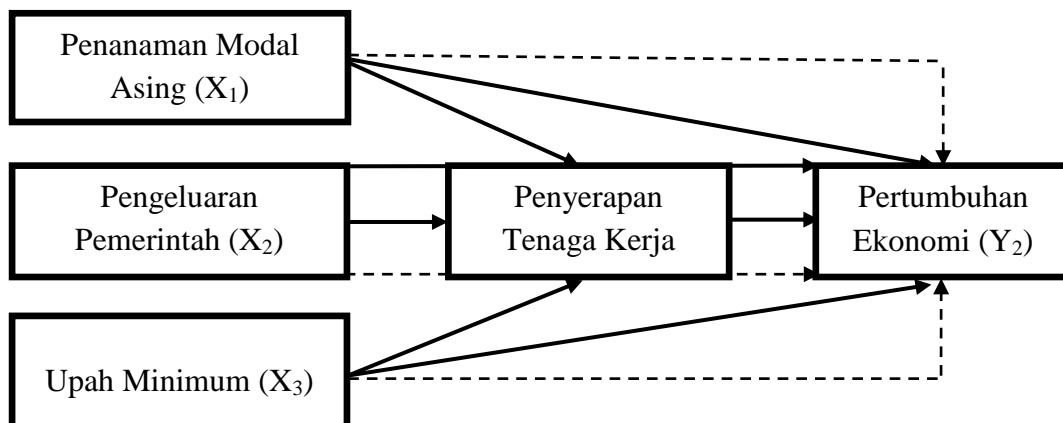 Penanaman Modal
Asing (X₁)
Pengeluaran
Pemerintah (X₂)
Penyerapan
Tenaga Kerja
Pertumbuhan
Ekonomi (Y₂)
Upah Minimum (X₃)